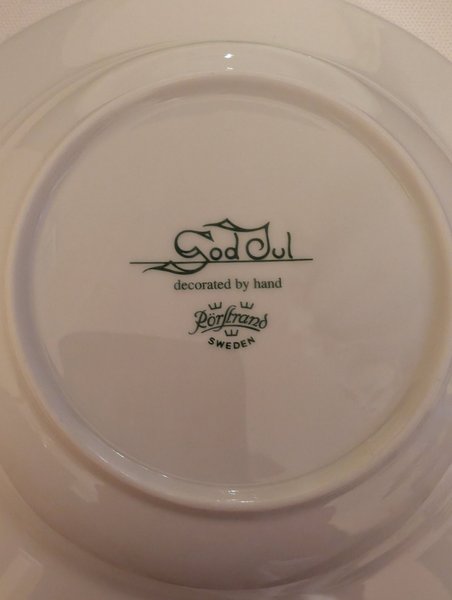 God Jul
decorated by hand
Rörstrand
SWEDEN